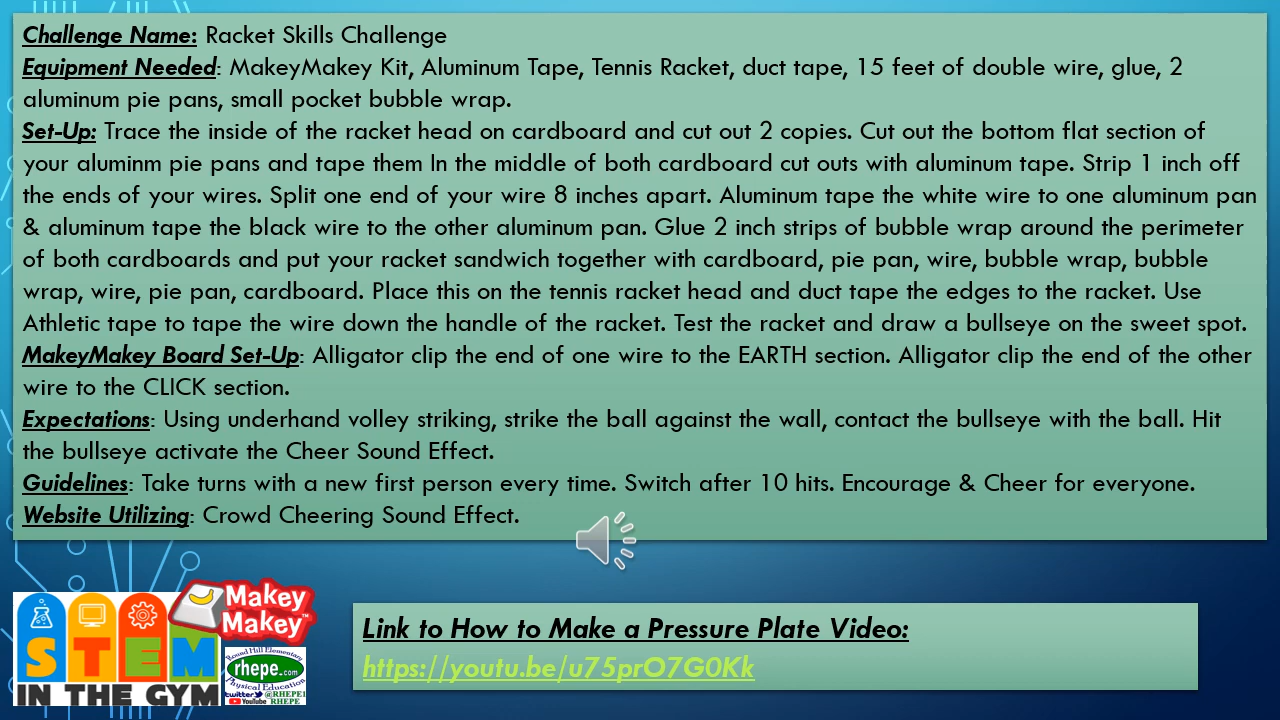 Challenge Name: Racket Skills Challenge
Equipment Needed: MakeyMakey Kit, Aluminum Tape, Tennis Racket, duct tape, 15 feet of double wire, glue, 2
aluminum pie pans, small pocket bubble wrap.
Set-Up: Trace the inside of the racket head on cardboard and cut out 2 copies. Cut out the bottom flat section of
your aluminm pie pans and tape them In the middle of both cardboard cut outs with aluminum tape. Strip 1 inch off
the ends of your wires. Split one end of your wire 8 inches apart. Aluminum tape the white wire to one aluminum pan
& aluminum tape the black wire to the other aluminum pan. Glue 2 inch strips of bubble wrap around the perimeter
of both cardboards and put your racket sandwich together with cardboard, pie pan, wire, bubble wrap, bubble
wrap, wire, pie pan, cardboard. Place this on the tennis racket head and duct tape the edges to the racket. Use
Athletic tape to tape the wire down the handle of the racket. Test the racket and draw a bullseye on the sweet spot.
MakeyMakey Board Set-Up: Alligator clip the end of one wire to the EARTH section. Alligator clip the end of the other
wire to the CLICK section.
Expectations: Using underhand volley striking, strike the ball against the wall, contact the bullseye with the ball. Hit
the bullseye activate the Cheer Sound Effect.
Guidelines: Take turns with a new first person every time. Switch after 10 hits. Encourage & Cheer for everyone.
Website Utilizing: Crowd Cheering Sound Effect.
Makey
Makey™
STEM
IN THE GYM
Round Hill Elementary
rhepe.com
Physical Education
twitter @RHEPE1
YouTube RHEPE
Link to How to Make a Pressure Plate Video:
https://youtu.be/u75prO7G0Kk